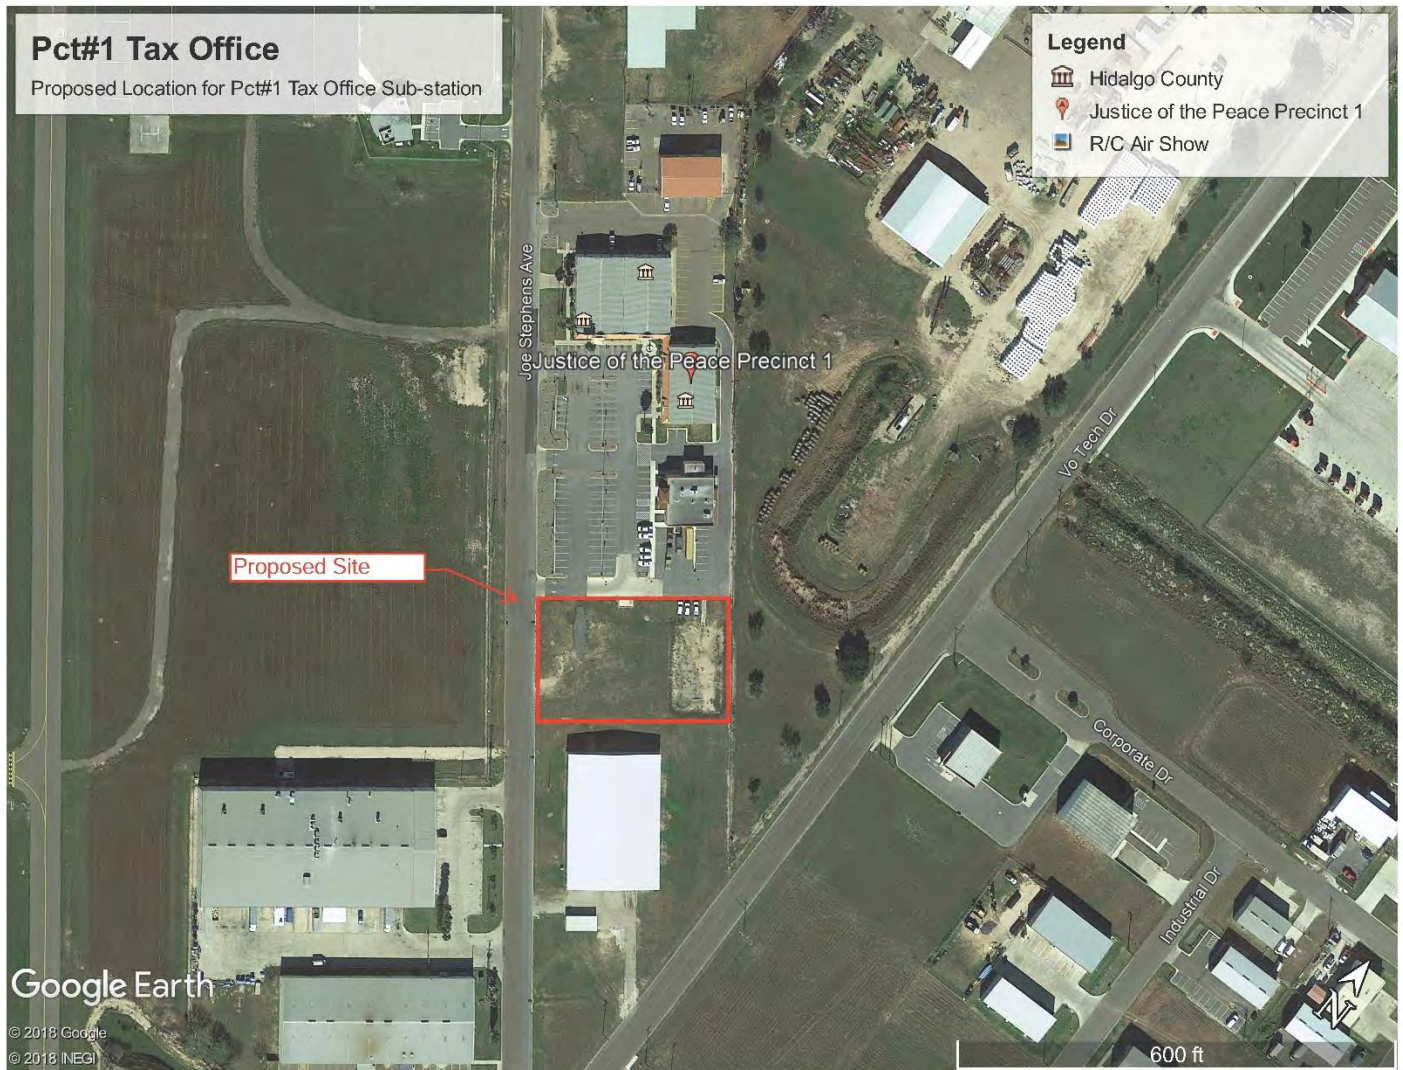 Pct#1 Tax Office
Proposed Location for Pct#1 Tax Office Sub-station
Legend
Hidalgo County
Justice of the Peace Precinct 1
R/C Air Show
Joe Stephens Ave
Justice of the Peace Precinct 1
Vo Tech Dr
Proposed Site
Corporate Dr
Industrial Dr
Google Earth
© 2018 Google
© 2018 INEGI
N
600 ft